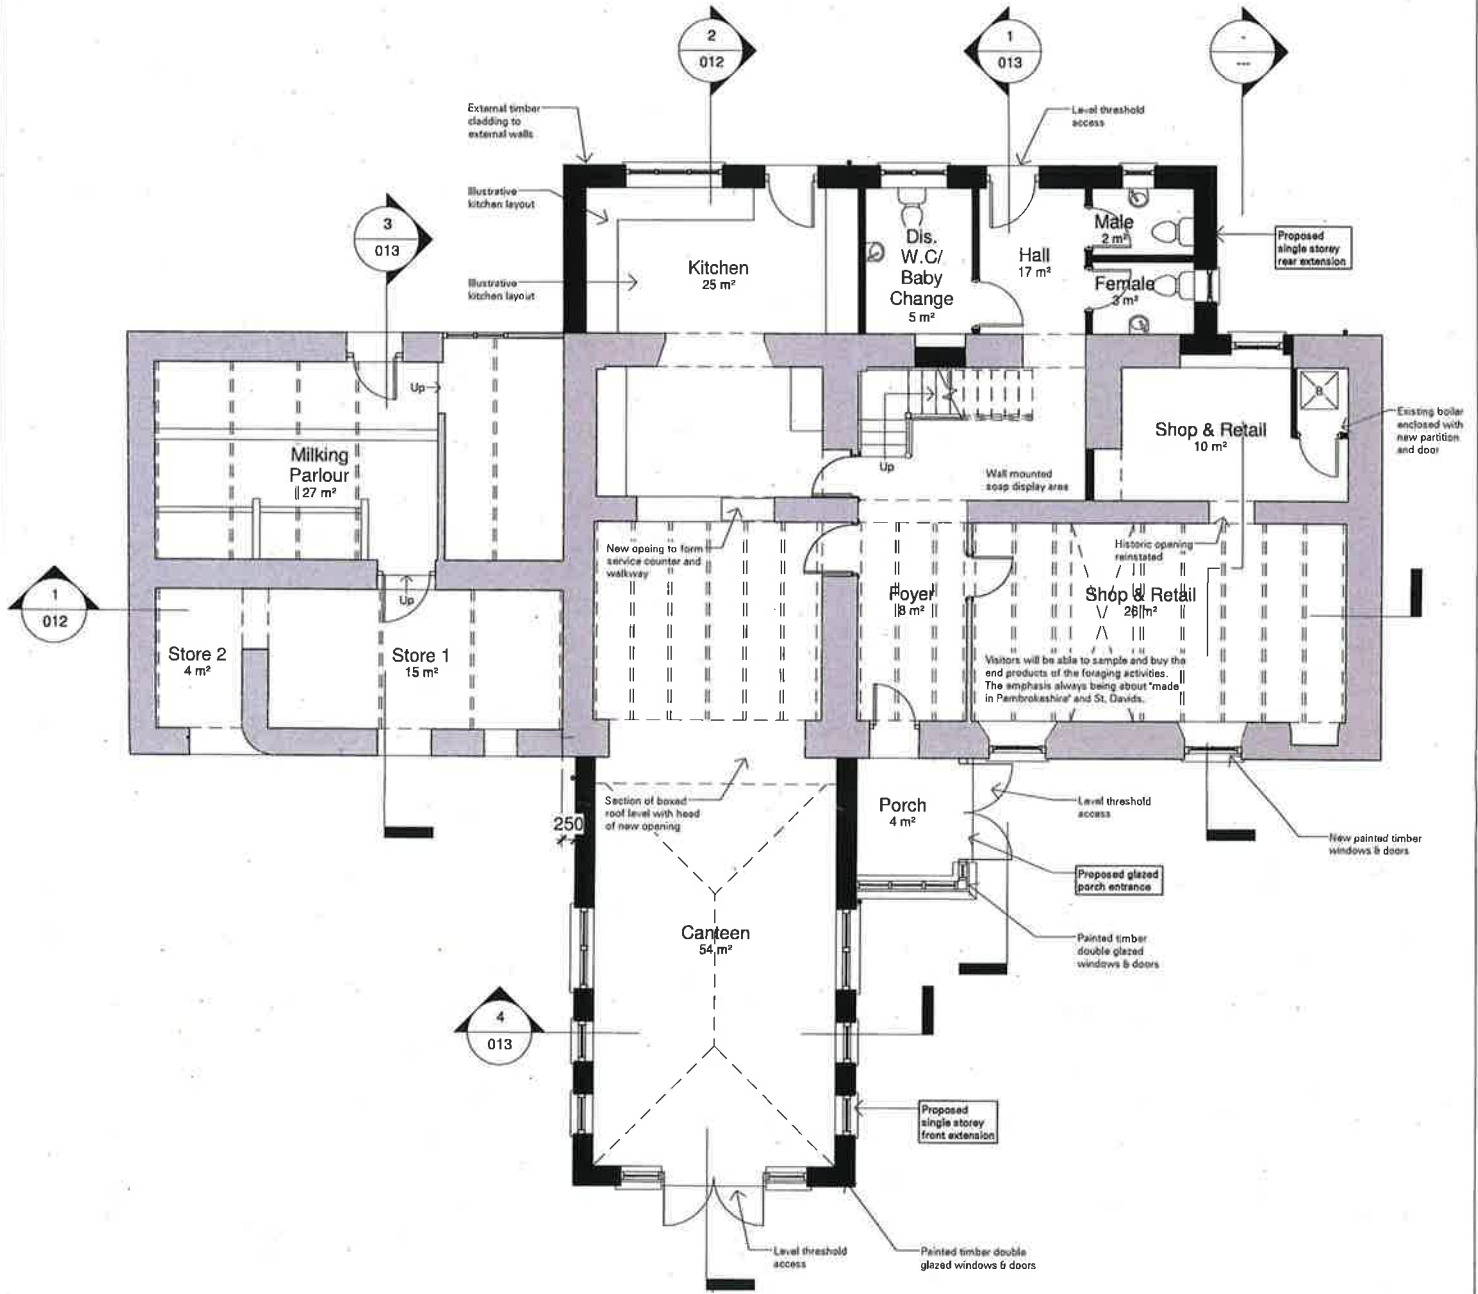 2
012
1
013
-
---
External timber
cladding to
external walls
Level threshold
access
Illustrative
kitchen layout
3
013
Male
2 m²
Dis.
W.C/
Baby
Change
5 m²
Hall
17 m²
Proposed
single storey
rear extension
Kitchen
25 m²
Illustrative
kitchen layout
Female
3 m²
Up
B
Existing boiler
enclosed with
new partition
and door
Shop & Retail
10 m²
Milking
Parlour
27 m²
Up
Wall mounted
soap display area
New opeing to form
service counter and
walkway
Historic opening
reinstated
1
012
Up
Foyer
8 m²
Shop & Retail
26 m²
Store 2
4 m²
Store 1
15 m²
Visitors will be able to sample and buy the
end products of the foraging activities.
The emphasis always being about "made
in Pembrokeshire" and St. Davids.
Section of boxed
roof level with head
of new opening
250
Porch
4 m²
Level threshold
access
New painted timber
windows & doors
Proposed glazed
porch entrance
Canteen
54 m²
Painted timber
double glazed
windows & doors
4
013
Proposed
single storey
front extension
Level threshold
access
Painted timber double
glazed windows & doors